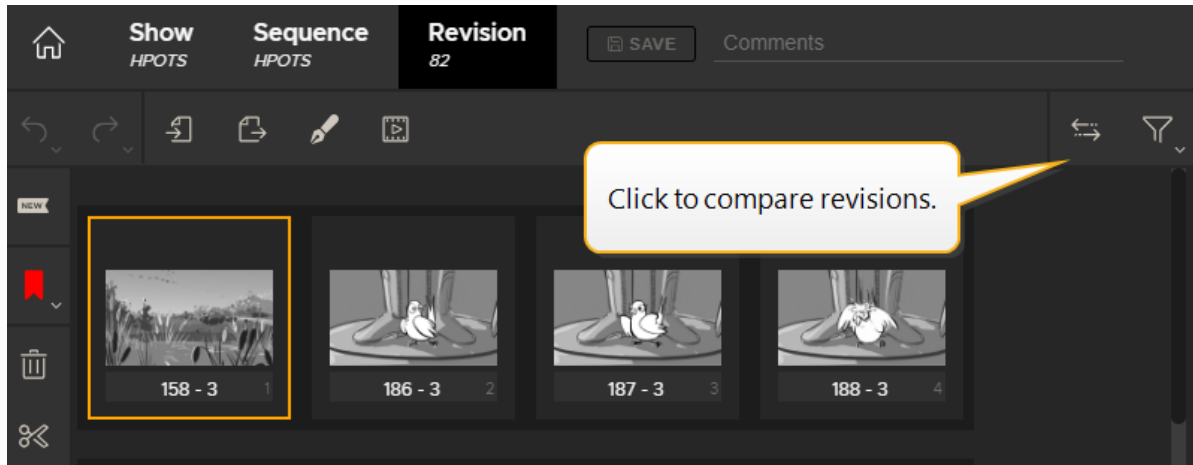 Show
HPOTS
Sequence
HPOTS
Revision
82
SAVE
Comments
Click to compare revisions.
NEW
158 - 3 1
186 - 3 2
187 - 3 3
188 - 3 4